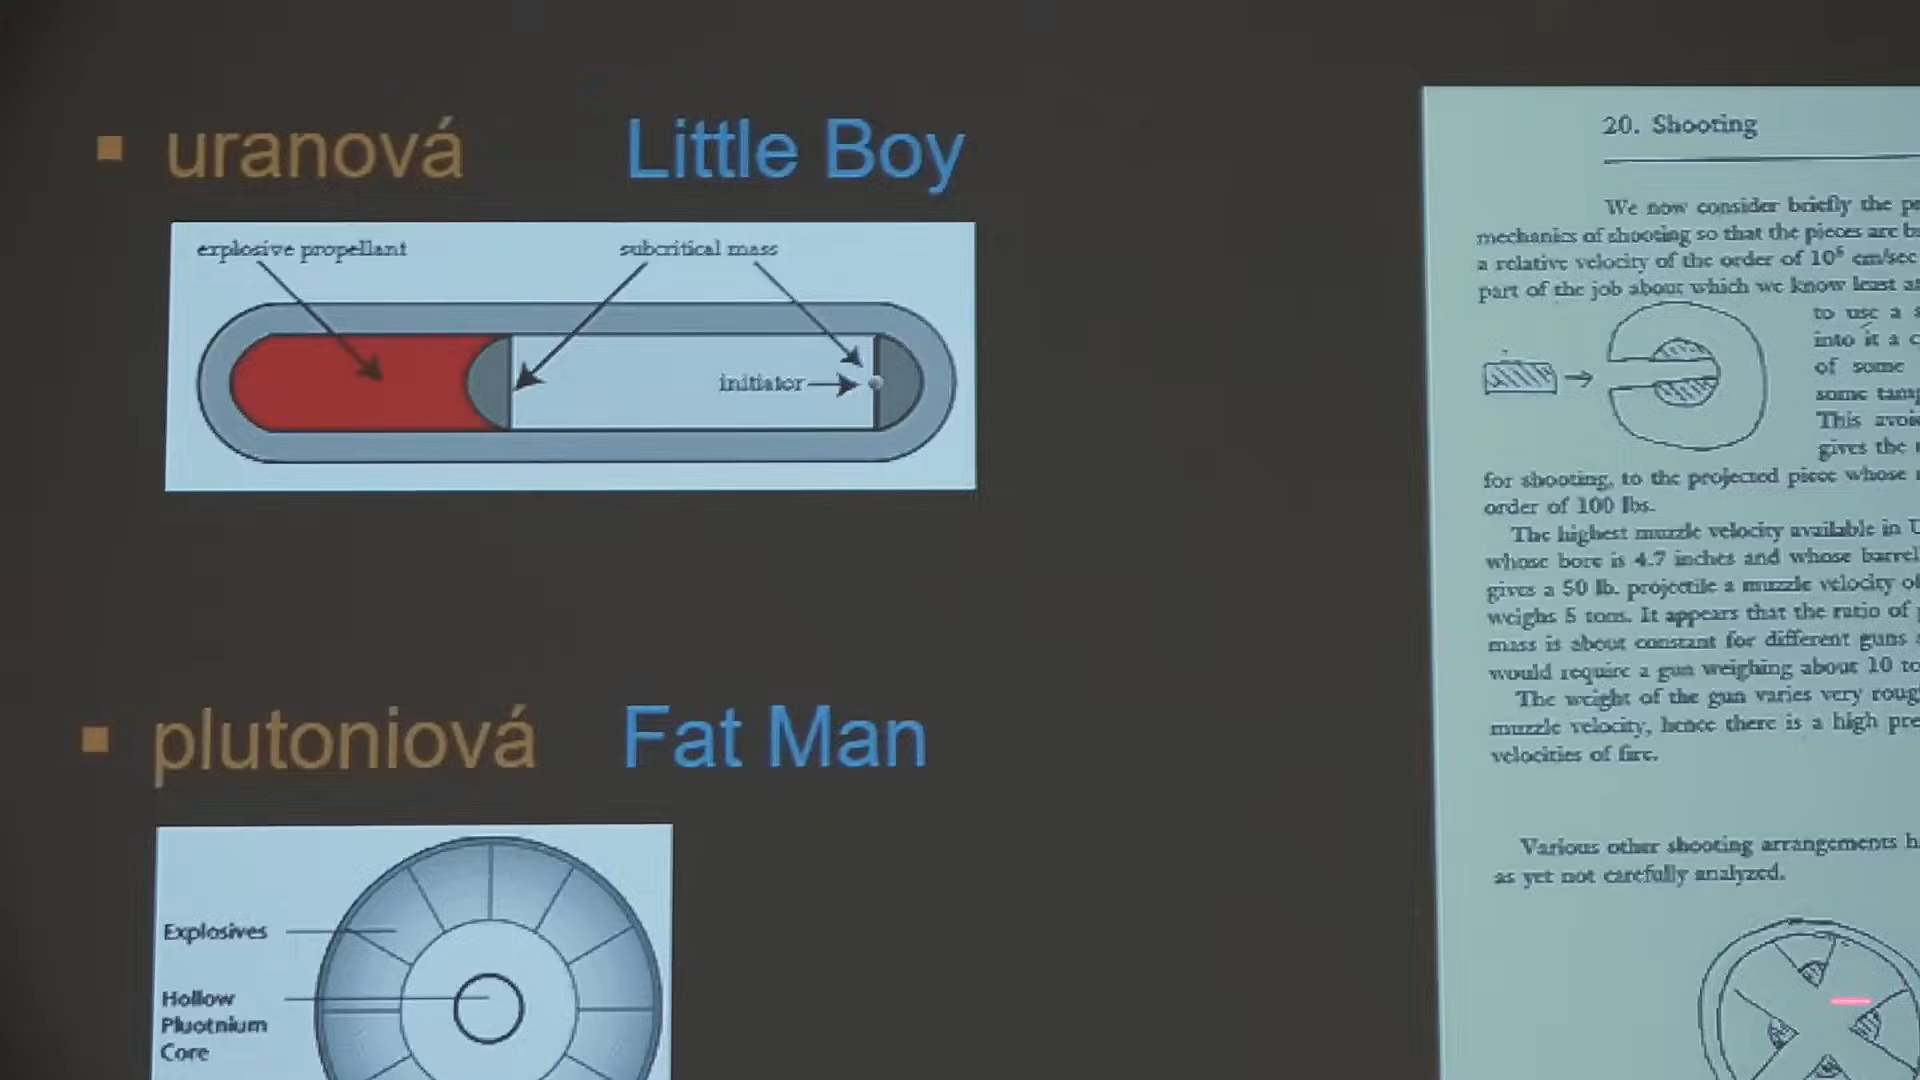 uranová Little Boy
explosive propellant
subcritical mass
initiator
plutoniová Fat Man
Explosives
Hollow
Pluotnium
Core
20. Shooting
We now consider briefly the
mechanics of shooting so that the pieces are
a relative velocity of the order of 10⁵ cm/sec
part of the job about which we know least
to use a
into it a
of some
some
This
gives the
for shooting, to the projected piece whose
order of 100 lbs.
The highest muzzle velocity available in
whose bore is 4.7 inches and whose barrel
gives a 50 lb. projectile a muzzle velocity
weighs 5 tons. It appears that the ratio of
mass is about constant for different guns
would require a gun weighing about 10
The weight of the gun varies very
muzzle velocity, hence there is a high
velocities of fire.
Various other shooting arrangements
as yet not carefully analyzed.